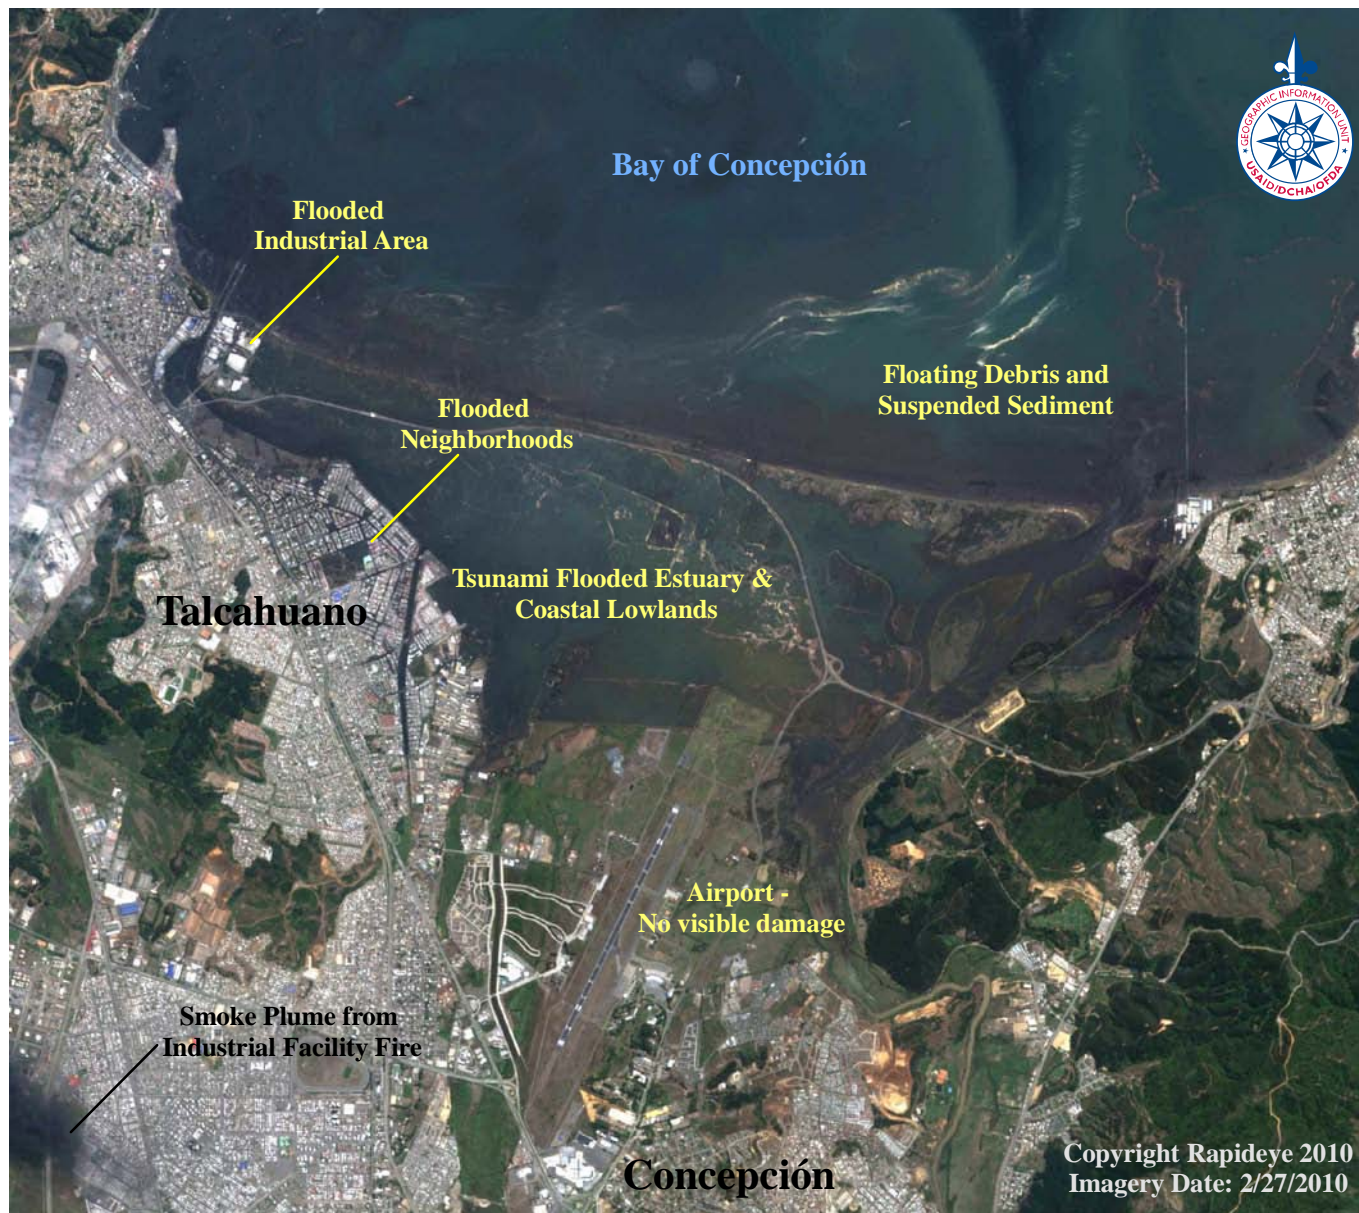 GEOGRAPHIC INFORMATION UNIT
USAID/DCHA/OFDA
Bay of Concepción
Flooded
Industrial Area
Floating Debris and
Suspended Sediment
Flooded
Neighborhoods
Tsunami Flooded Estuary &
Coastal Lowlands
Talcahuano
Airport -
No visible damage
Smoke Plume from
Industrial Facility Fire
Concepción
Copyright Rapideye 2010
Imagery Date: 2/27/2010